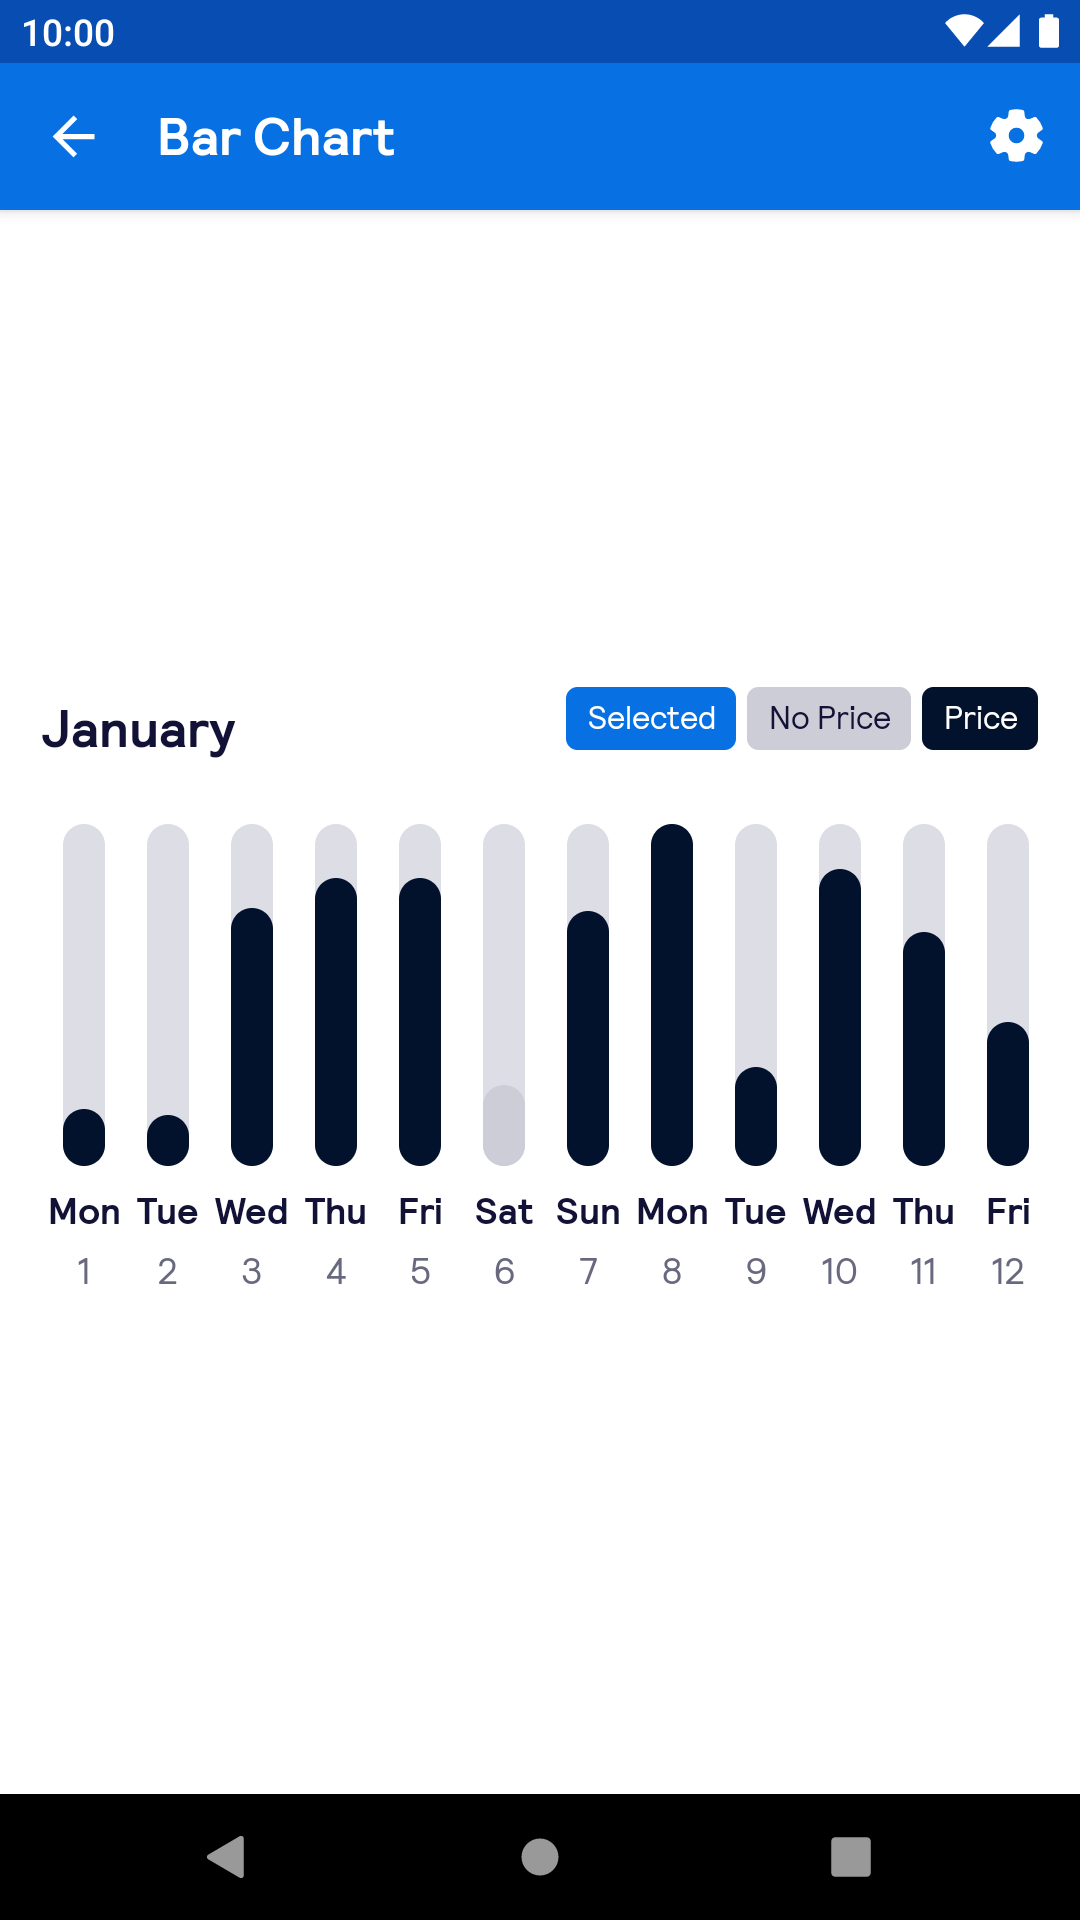 10:00
Bar Chart
January
Selected No Price Price
Mon Tue Wed Thu Fri Sat Sun Mon Tue Wed Thu Fri
1 2 3 4 5 6 7 8 9 10 11 12